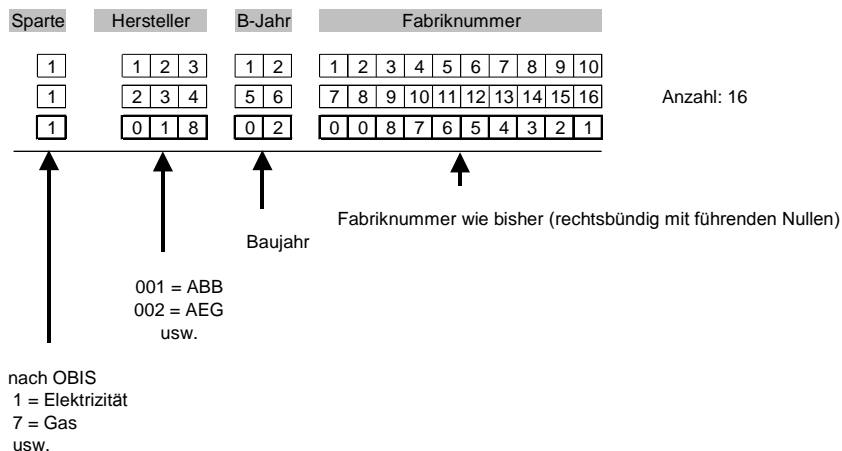 Sparte Hersteller B-Jahr Fabriknummer
1 1 2 3 1 2 1 2 3 4 5 6 7 8 9 10
1 2 3 4 5 6 7 8 9 10 11 12 13 14 15 16 Anzahl: 16
1 0 1 8 0 2 0 0 8 7 6 5 4 3 2 1
Fabriknummer wie bisher (rechtsbündig mit führenden Nullen)
Baujahr
001 = ABB
002 = AEG
usw.
nach OBIS
1 = Elektrizität
7 = Gas
usw.